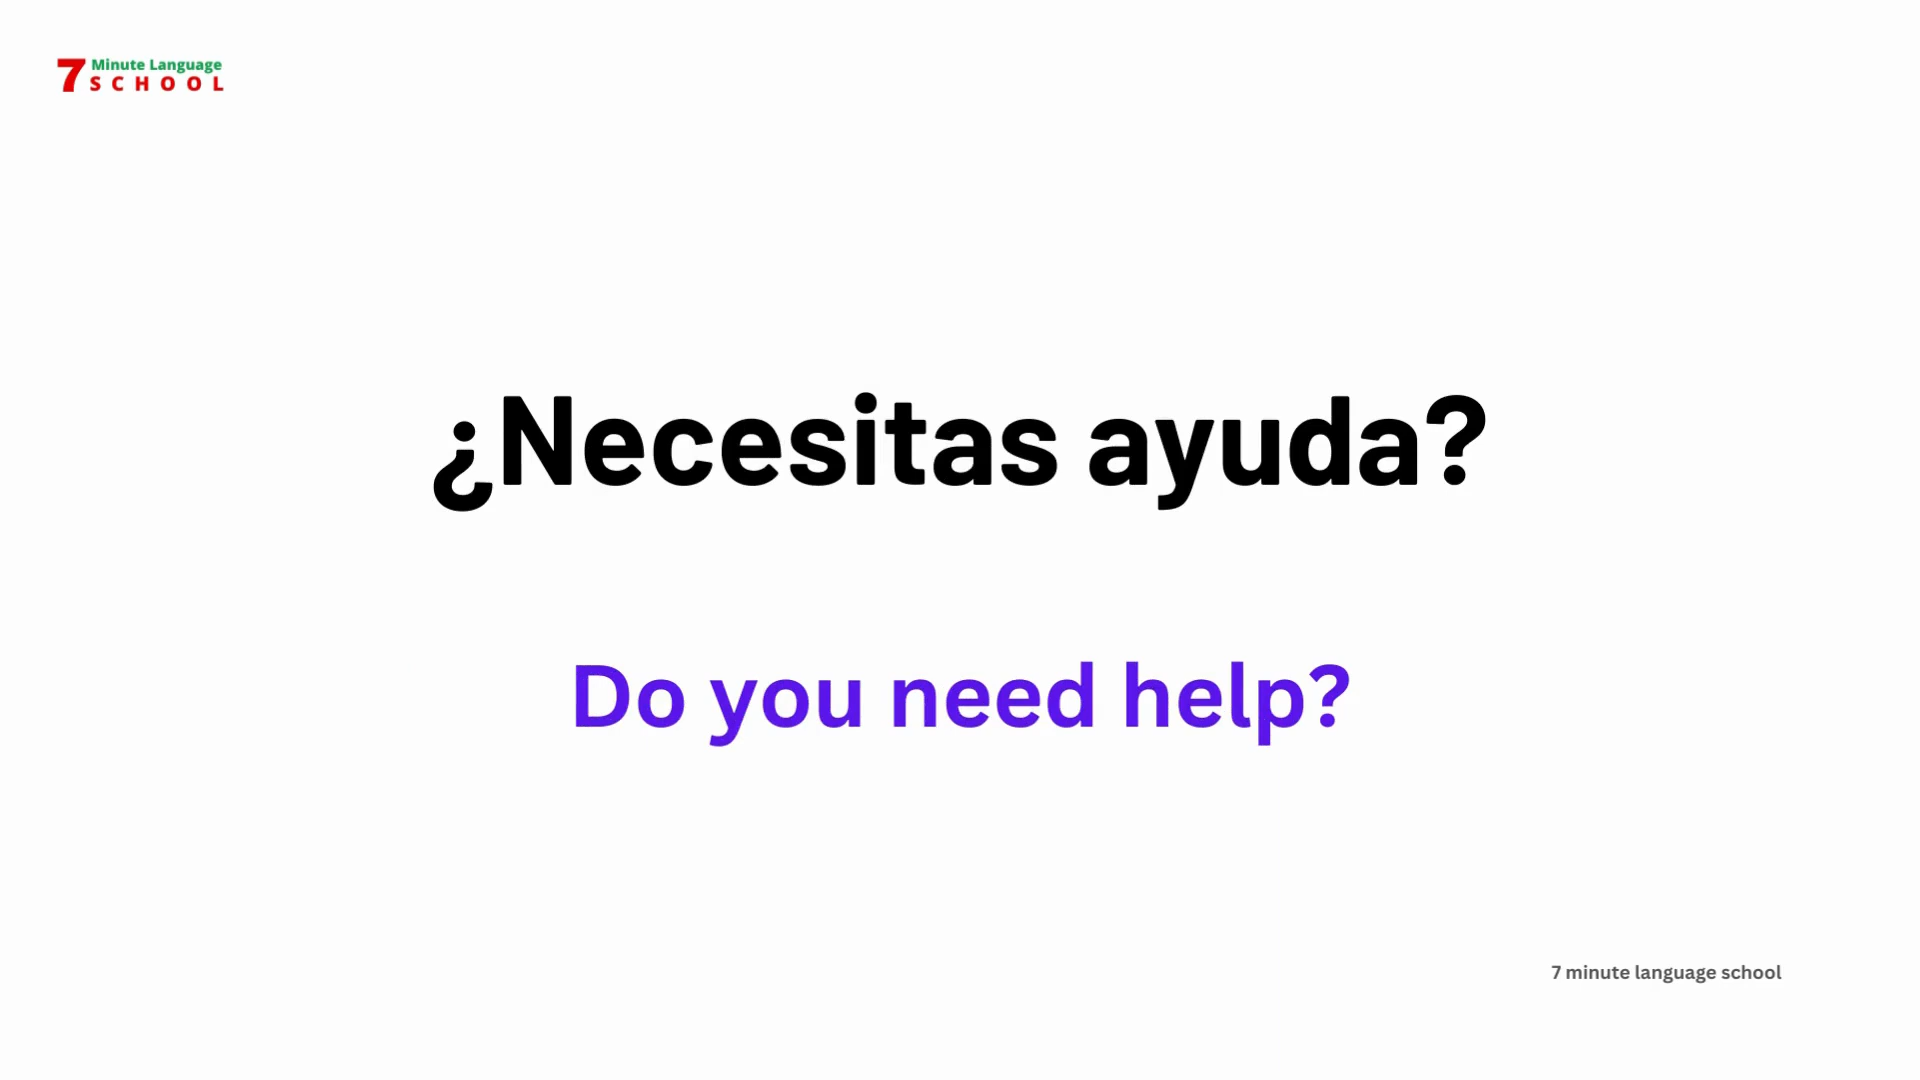 7 Minute Language
SCHOOL
¿Necesitas ayuda?
Do you need help?
7 minute language school